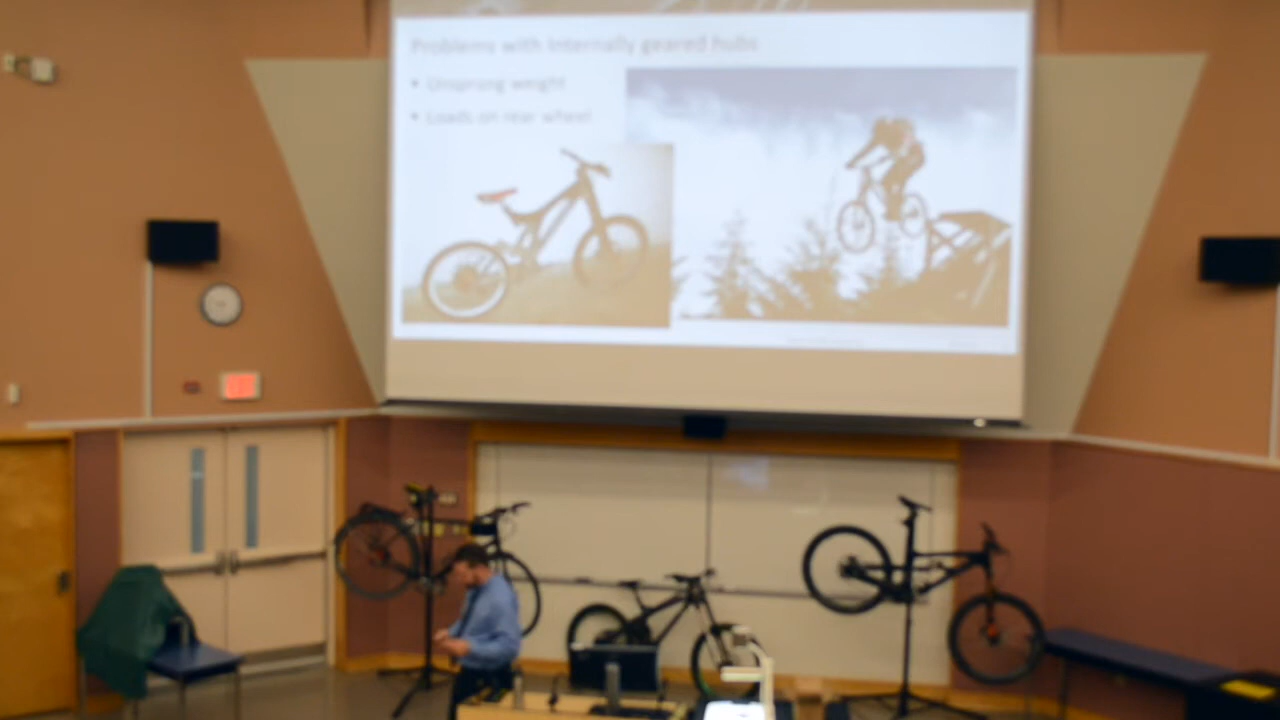 Problems with internally geared hubs
• Unsprung weight
• Loads on rear wheel